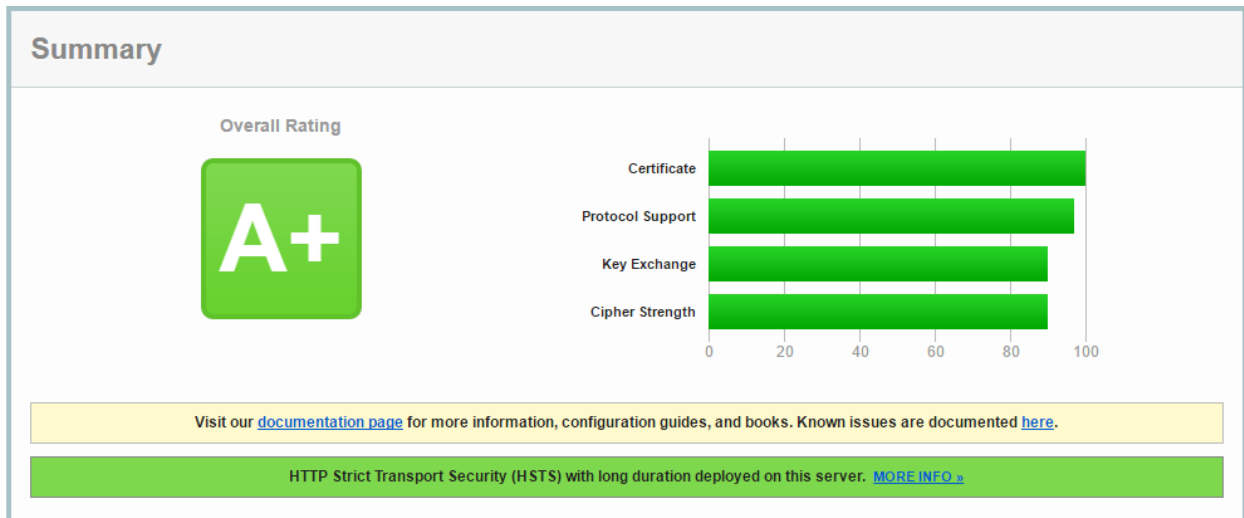 Summary
Overall Rating
A+
Certificate
Protocol Support
Key Exchange
Cipher Strength
0 20 40 60 80 100
Visit our documentation page for more information, configuration guides, and books. Known issues are documented here.
HTTP Strict Transport Security (HSTS) with long duration deployed on this server. MORE INFO »